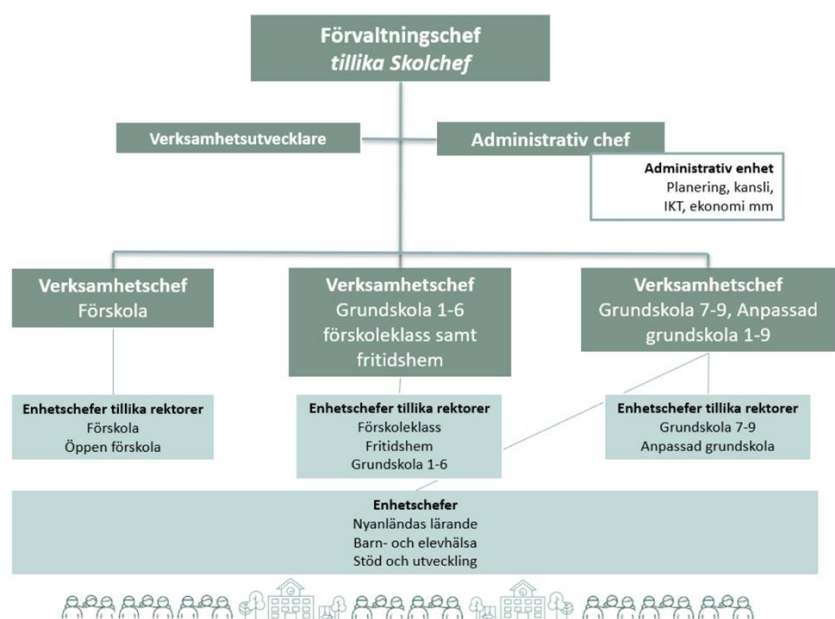 Förvaltningschef
tillika Skolchef
Verksamhetsutvecklare
Administrativ chef
Administrativ enhet
Planering, kansli,
IKT, ekonomi mm
Verksamhetschef
Förskola
Verksamhetschef
Grundskola 1-6
förskoleklass samt
fritidshem
Verksamhetschef
Grundskola 7-9, Anpassad
grundskola 1-9
Enhetschefer tillika rektorer
Förskola
Öppen förskola
Enhetschefer tillika rektorer
Förskoleklass
Fritidshem
Grundskola 1-6
Enhetschefer tillika rektorer
Grundskola 7-9
Anpassad grundskola
Enhetschefer
Nyanländas lärande
Barn- och elevhälsa
Stöd och utveckling